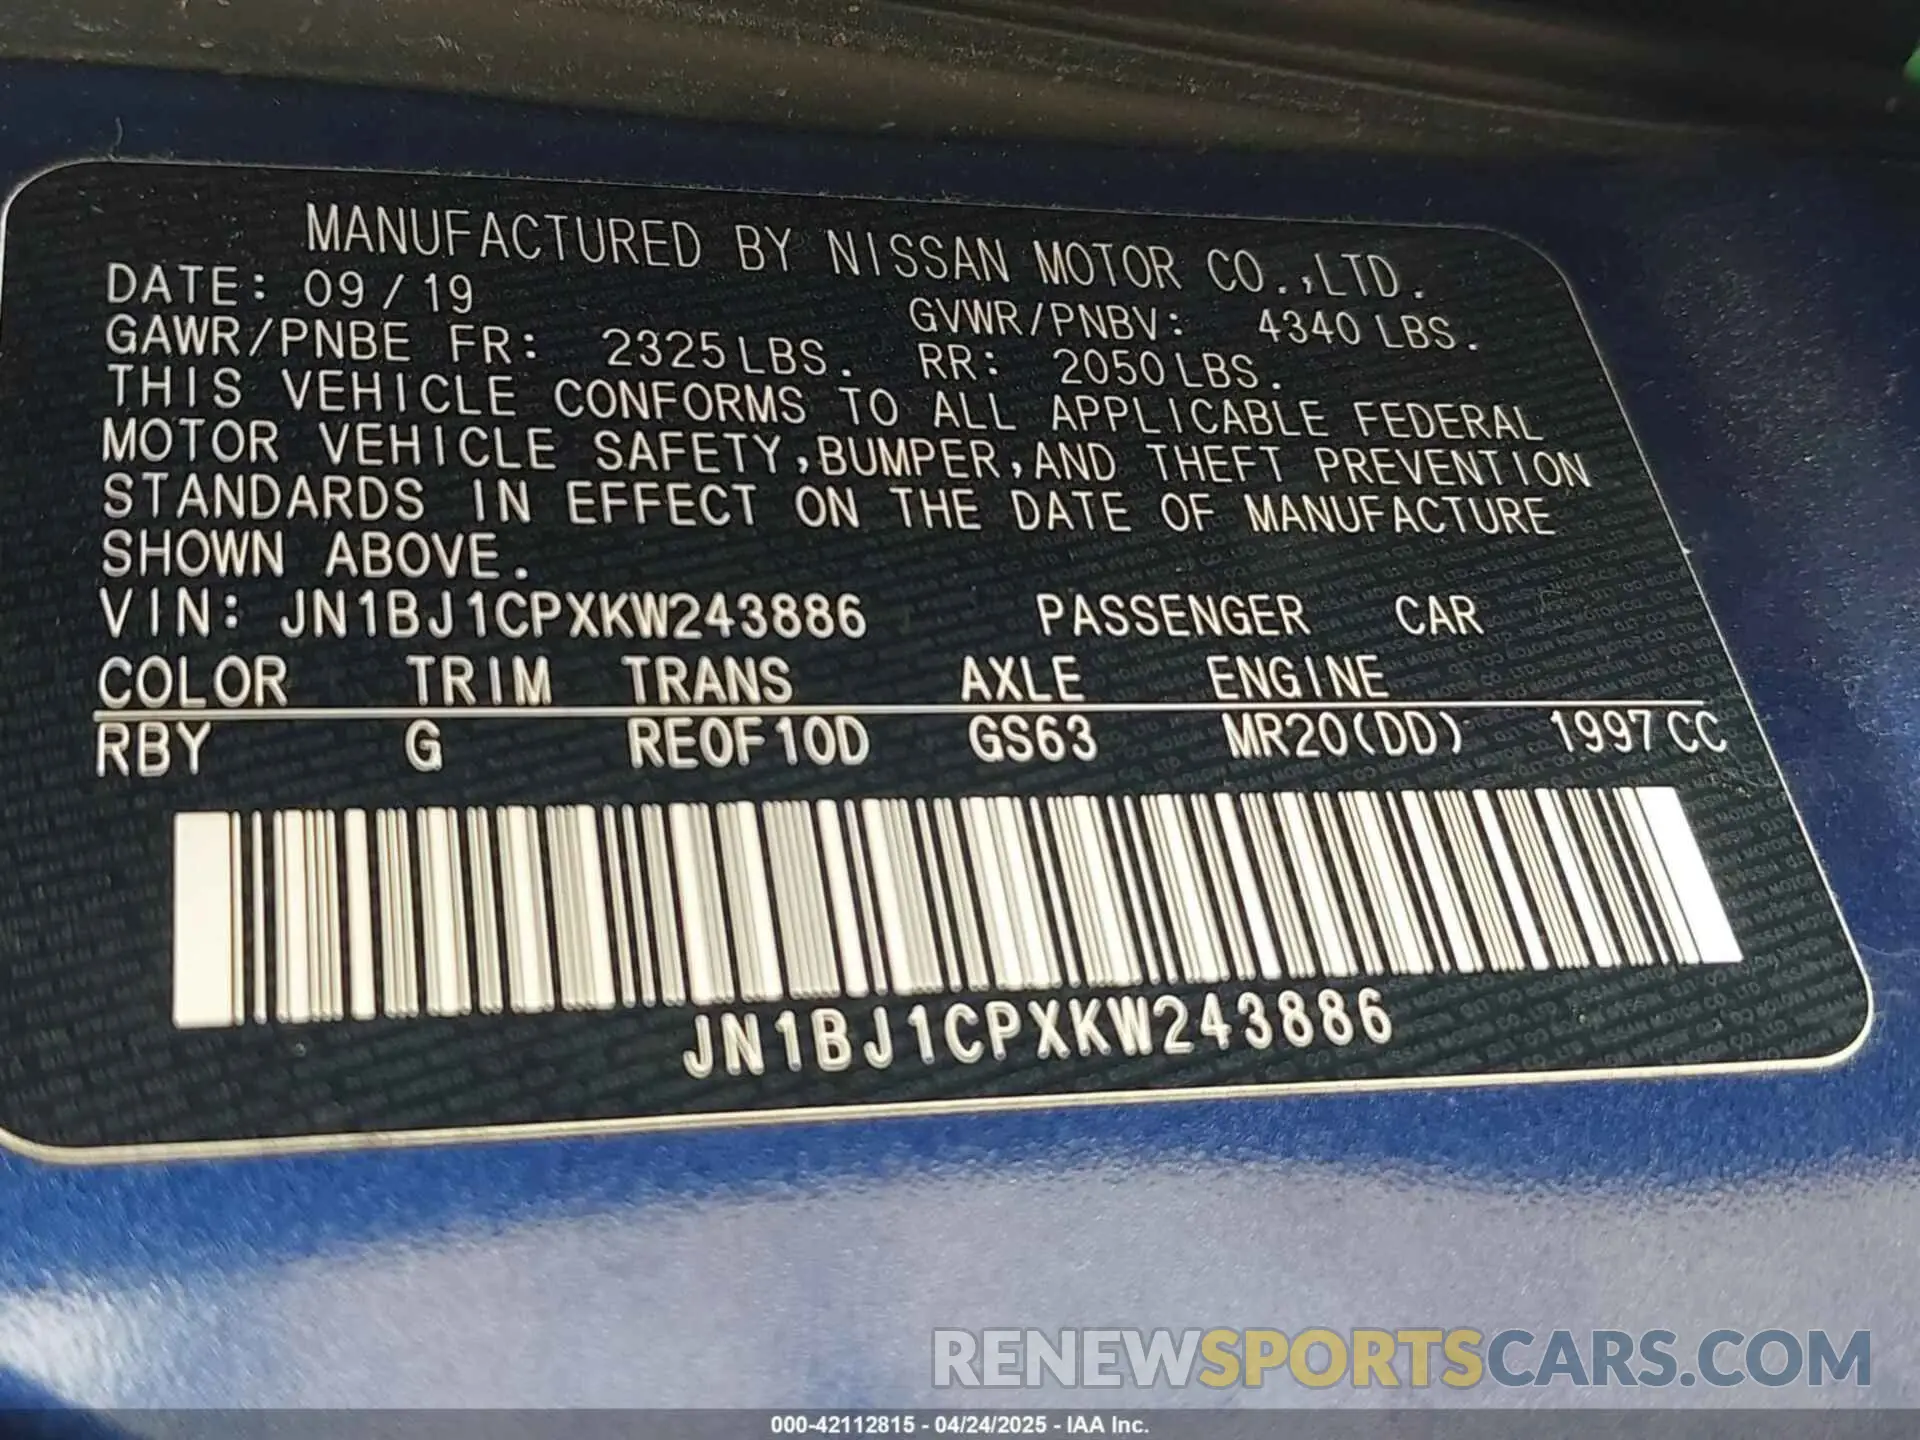 MANUFACTURED BY NISSAN MOTOR CO.,LTD.
DATE: 09/19 GVWR/PNBV: 4340 LBS.
GAWR/PNBE FR: 2325 LBS. RR: 2050 LBS.
THIS VEHICLE CONFORMS TO ALL APPLICABLE FEDERAL
MOTOR VEHICLE SAFETY,BUMPER,AND THEFT PREVENTION
STANDARDS IN EFFECT ON THE DATE OF MANUFACTURE
SHOWN ABOVE.
VIN: JN1BJ1CPXKW243886 PASSENGER CAR
COLOR TRIM TRANS AXLE ENGINE
RBY G RE0F10D GS63 MR20(DD) 1997 CC
JN1BJ1CPXKW243886
RENEWSPORTSCARS.COM
000-42112815 - 04/24/2025 - IAA Inc.